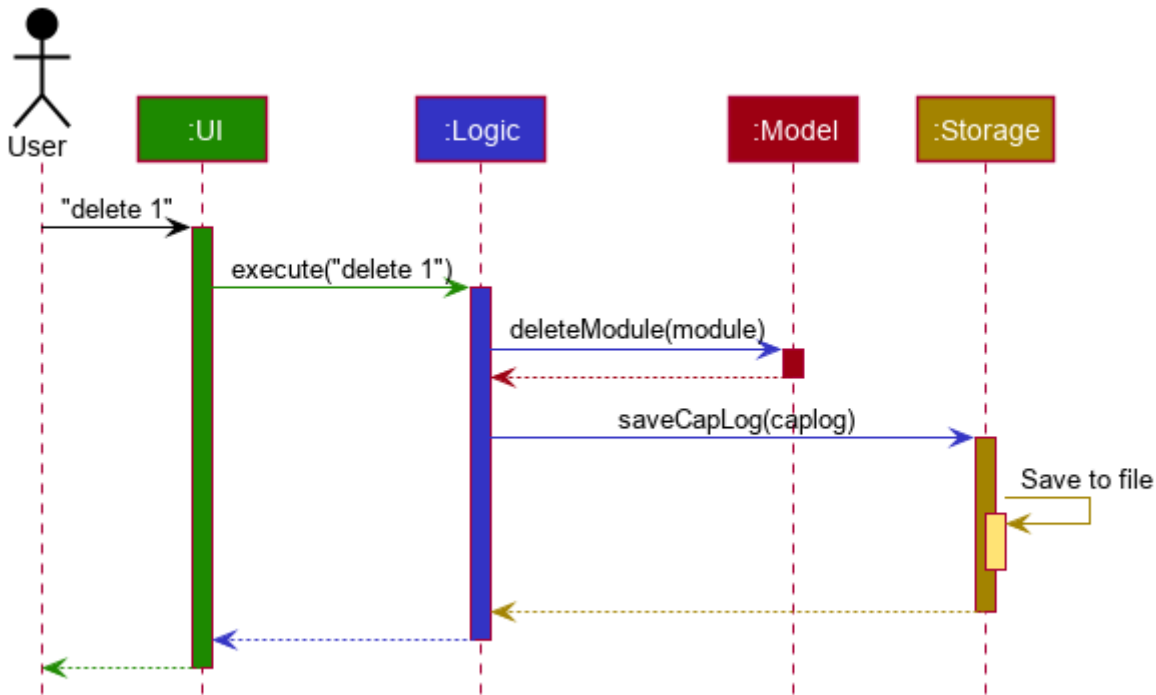 User
:UI
:Logic
:Model
:Storage
"delete 1"
execute("delete 1")
deleteModule(module)
saveCapLog(caplog)
Save to file